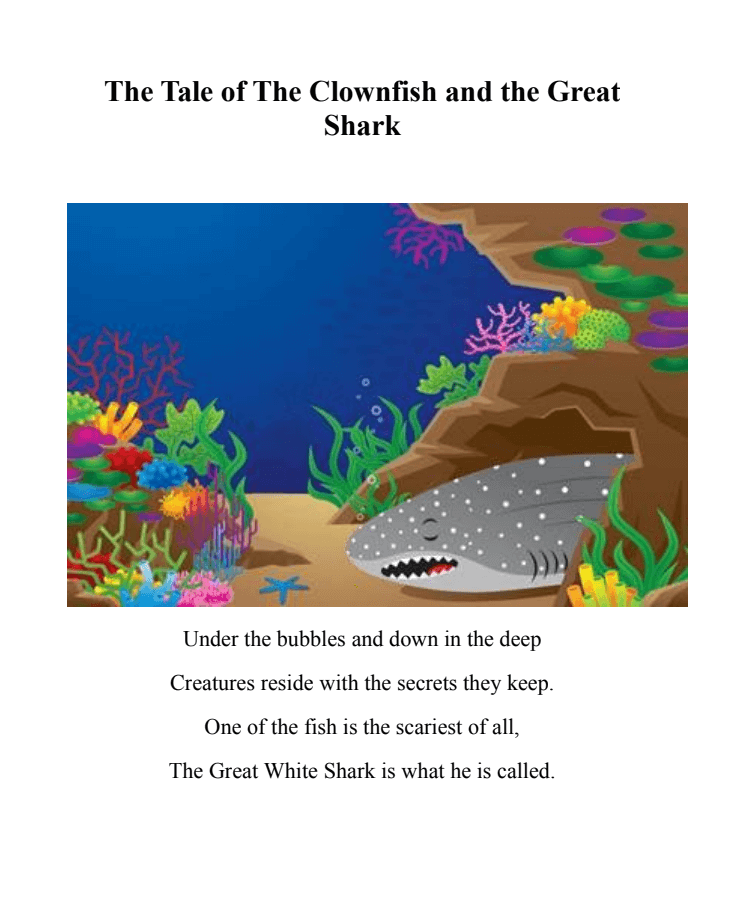 The Tale of The Clownfish and the Great
Shark
Under the bubbles and down in the deep
Creatures reside with the secrets they keep.
One of the fish is the scariest of all,
The Great White Shark is what he is called.